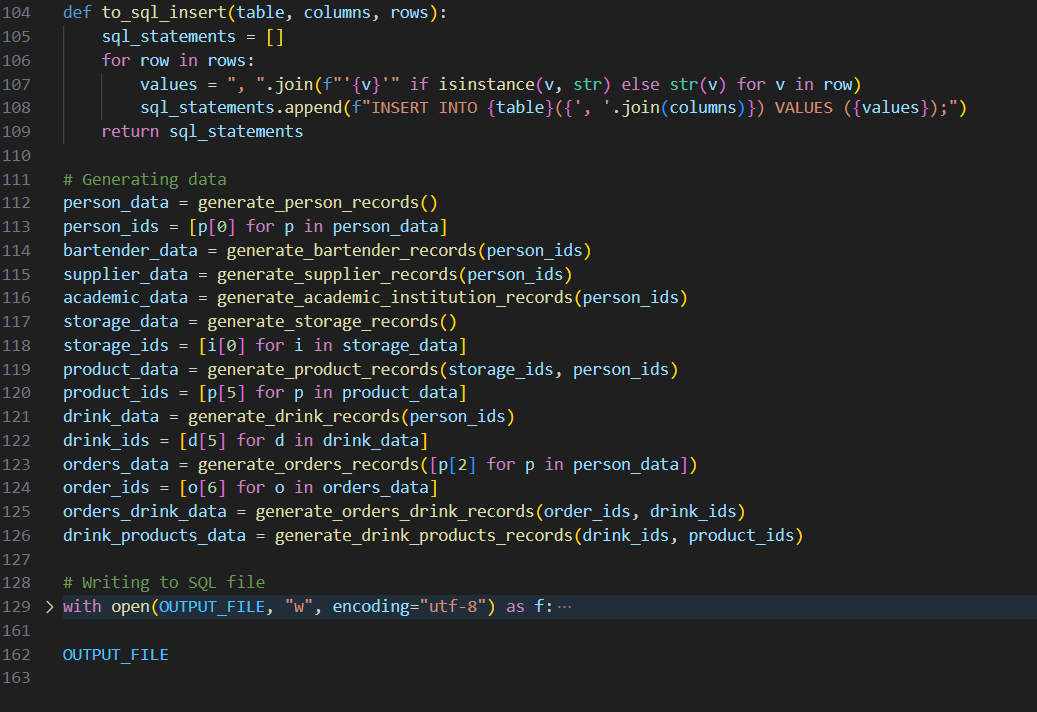 104 def to_sql_insert(table, columns, rows):
105     sql_statements = []
106     for row in rows:
107         values = ", ".join(f"'{v}'" if isinstance(v, str) else str(v) for v in row)
108         sql_statements.append(f"INSERT INTO {table}({', '.join(columns)}) VALUES ({values});")
109     return sql_statements
110
111 # Generating data
112 person_data = generate_person_records()
113 person_ids = [p[0] for p in person_data]
114 bartender_data = generate_bartender_records(person_ids)
115 supplier_data = generate_supplier_records(person_ids)
116 academic_data = generate_academic_institution_records(person_ids)
117 storage_data = generate_storage_records()
118 storage_ids = [i[0] for i in storage_data]
119 product_data = generate_product_records(storage_ids, person_ids)
120 product_ids = [p[5] for p in product_data]
121 drink_data = generate_drink_records(person_ids)
122 drink_ids = [d[5] for d in drink_data]
123 orders_data = generate_orders_records([p[2] for p in person_data])
124 order_ids = [o[6] for o in orders_data]
125 orders_drink_data = generate_orders_drink_records(order_ids, drink_ids)
126 drink_products_data = generate_drink_products_records(drink_ids, product_ids)
127
128 # Writing to SQL file
129 > with open(OUTPUT_FILE, "w", encoding="utf-8") as f:···
161
162 OUTPUT_FILE
163